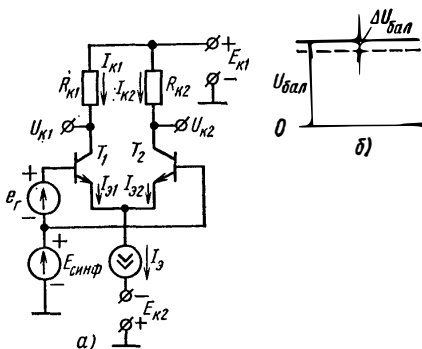 +
E_к1
−
I_к1
R_к1
I_к2
R_к2
U_к1
U_к2
T_1
T_2
+
e_г
−
I_э1
I_э2
+
E_синф
−
I_э
−
E_к2
+
а)
ΔU_бал
U_бал
0
б)